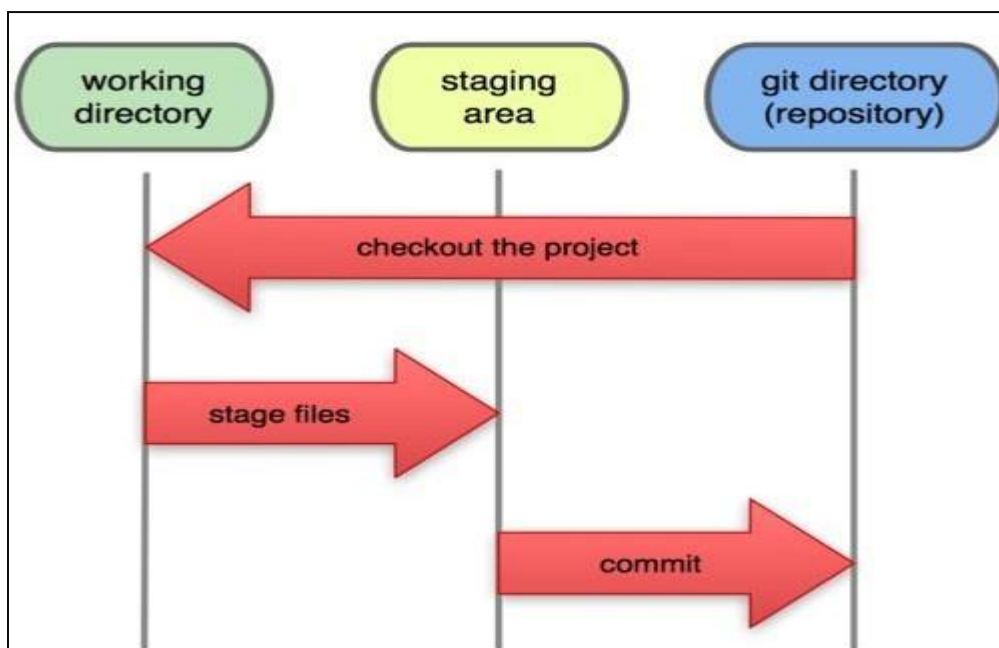 working
directory
staging
area
git directory
(repository)
checkout the project
stage files
commit